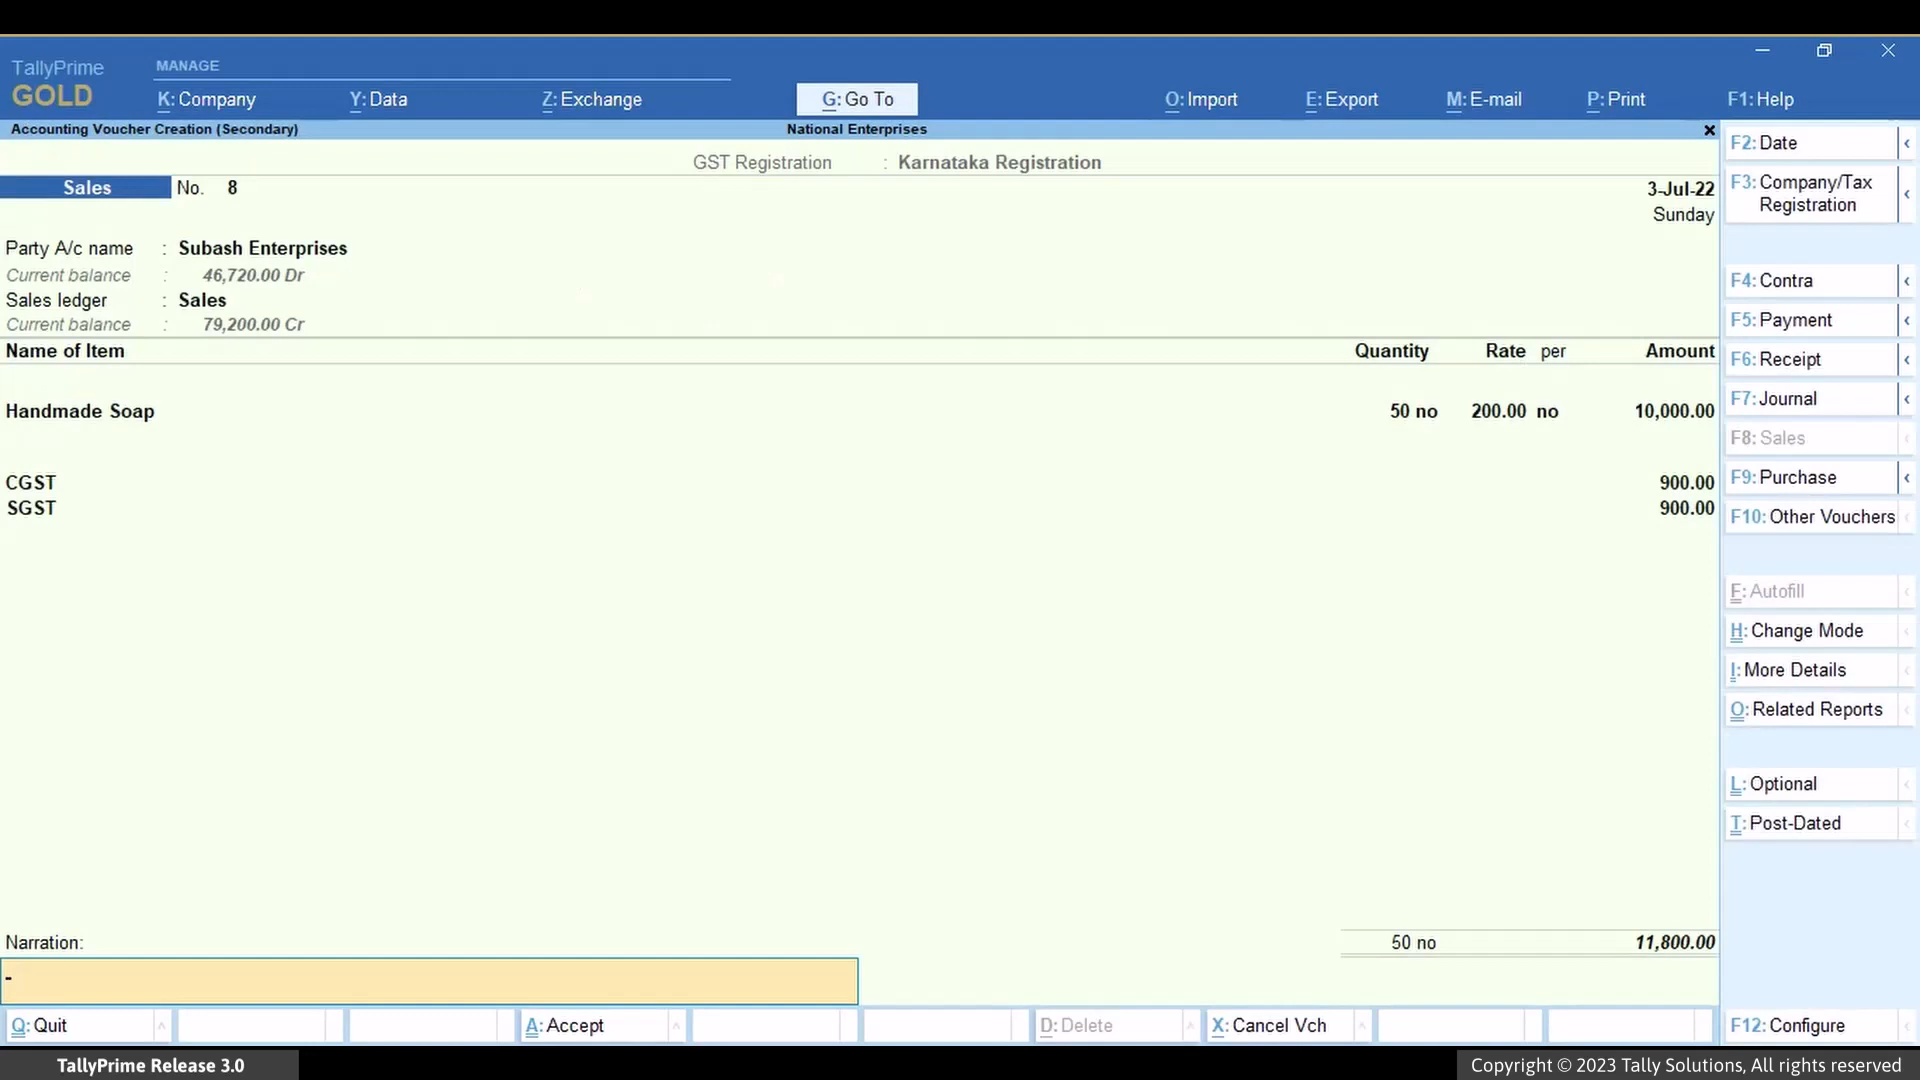 TallyPrime
GOLD
MANAGE
K: Company
Y: Data
Z: Exchange
G: Go To
O: Import
E: Export
M: E-mail
P: Print
F1: Help
Accounting Voucher Creation (Secondary)
National Enterprises
GST Registration : Karnataka Registration
Sales No. 8
3-Jul-22
Sunday
Party A/c name : Subash Enterprises
Current balance : 46,720.00 Dr
Sales ledger : Sales
Current balance : 79,200.00 Cr
Name of Item Quantity Rate per Amount
Handmade Soap 50 no 200.00 no 10,000.00
CGST 900.00
SGST 900.00
Narration:
50 no 11,800.00
F2: Date
F3: Company/Tax
Registration
F4: Contra
F5: Payment
F6: Receipt
F7: Journal
F8: Sales
F9: Purchase
F10: Other Vouchers
F: Autofill
H: Change Mode
I: More Details
O: Related Reports
L: Optional
T: Post-Dated
Q: Quit
A: Accept
D: Delete
X: Cancel Vch
F12: Configure
TallyPrime Release 3.0
Copyright © 2023 Tally Solutions, All rights reserved